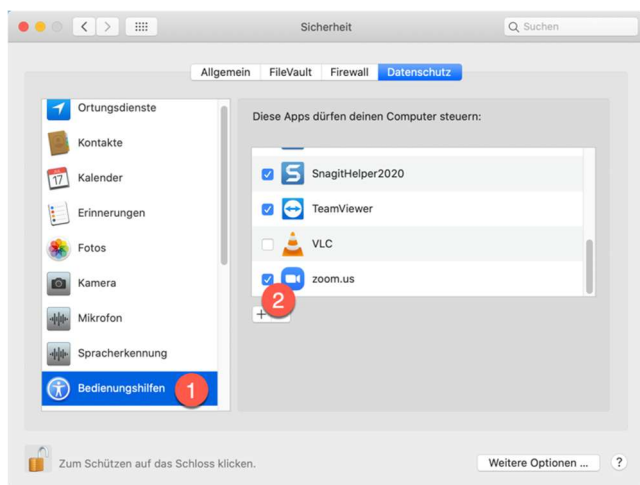 Sicherheit
Suchen
Allgemein FileVault Firewall Datenschutz
Ortungsdienste
Kontakte
17
Kalender
Erinnerungen
Fotos
Kamera
Mikrofon
Spracherkennung
Bedienungshilfen
1
Diese Apps dürfen deinen Computer steuern:
SnagitHelper2020
TeamViewer
VLC
zoom.us
2
+
Zum Schützen auf das Schloss klicken.
Weitere Optionen ...
?